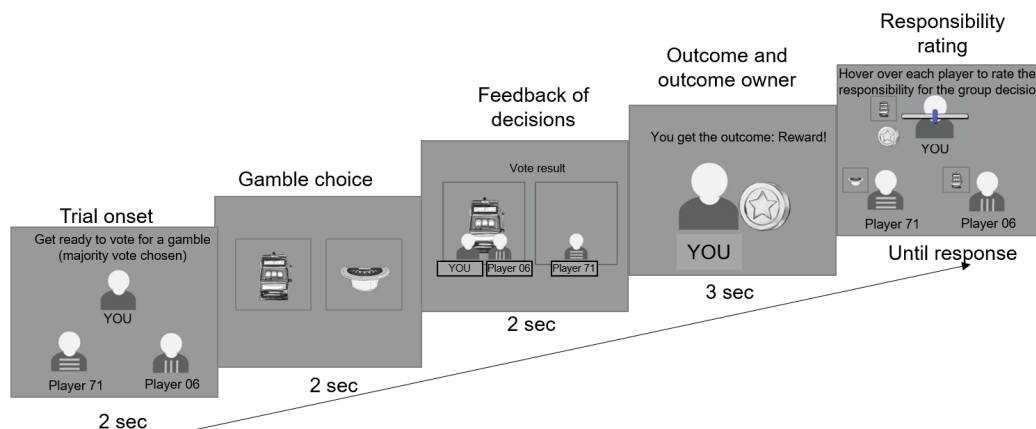 Trial onset
Get ready to vote for a gamble
(majority vote chosen)
YOU
Player 71
Player 06
2 sec
Gamble choice
2 sec
Feedback of
decisions
Vote result
YOU
Player 06
Player 71
2 sec
Outcome and
outcome owner
You get the outcome: Reward!
YOU
3 sec
Responsibility
rating
Hover over each player to rate the
responsibility for the group decisio
YOU
Player 71
Player 06
Until response